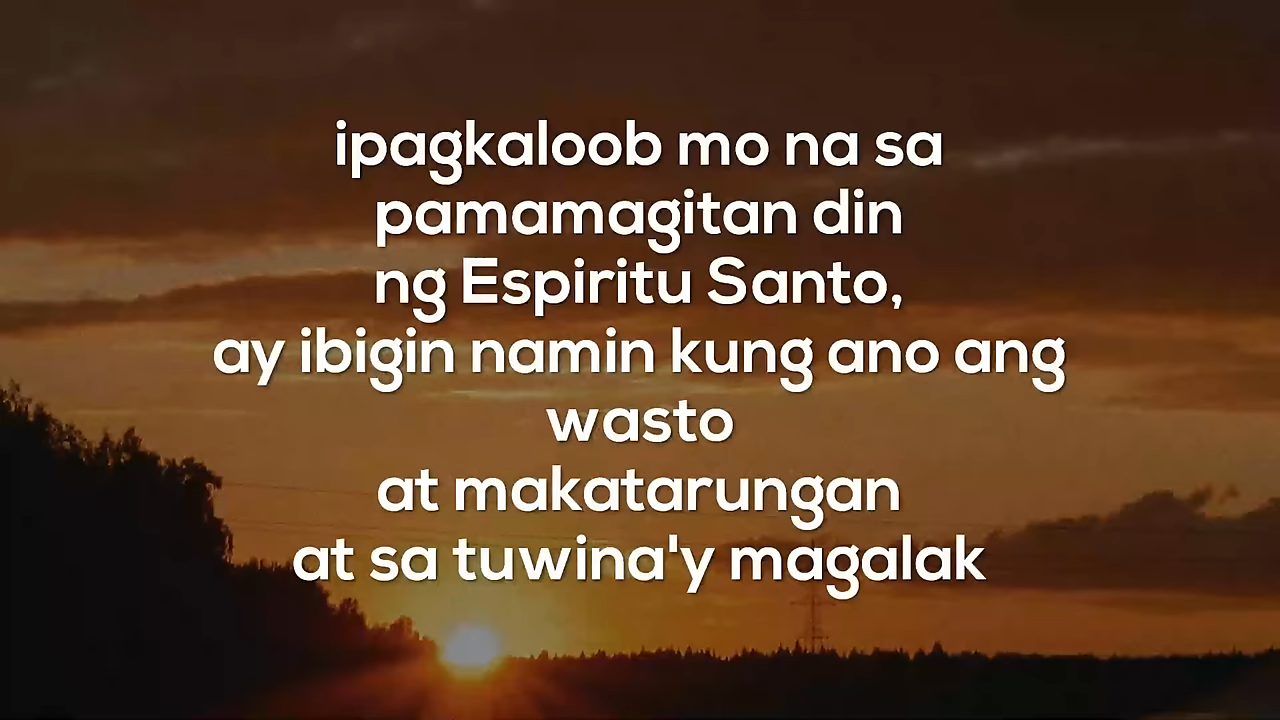 ipagkaloob mo na sa
pamamagitan din
ng Espiritu Santo,
ay ibigin namin kung ano ang
wasto
at makatarungan
at sa tuwina'y magalak